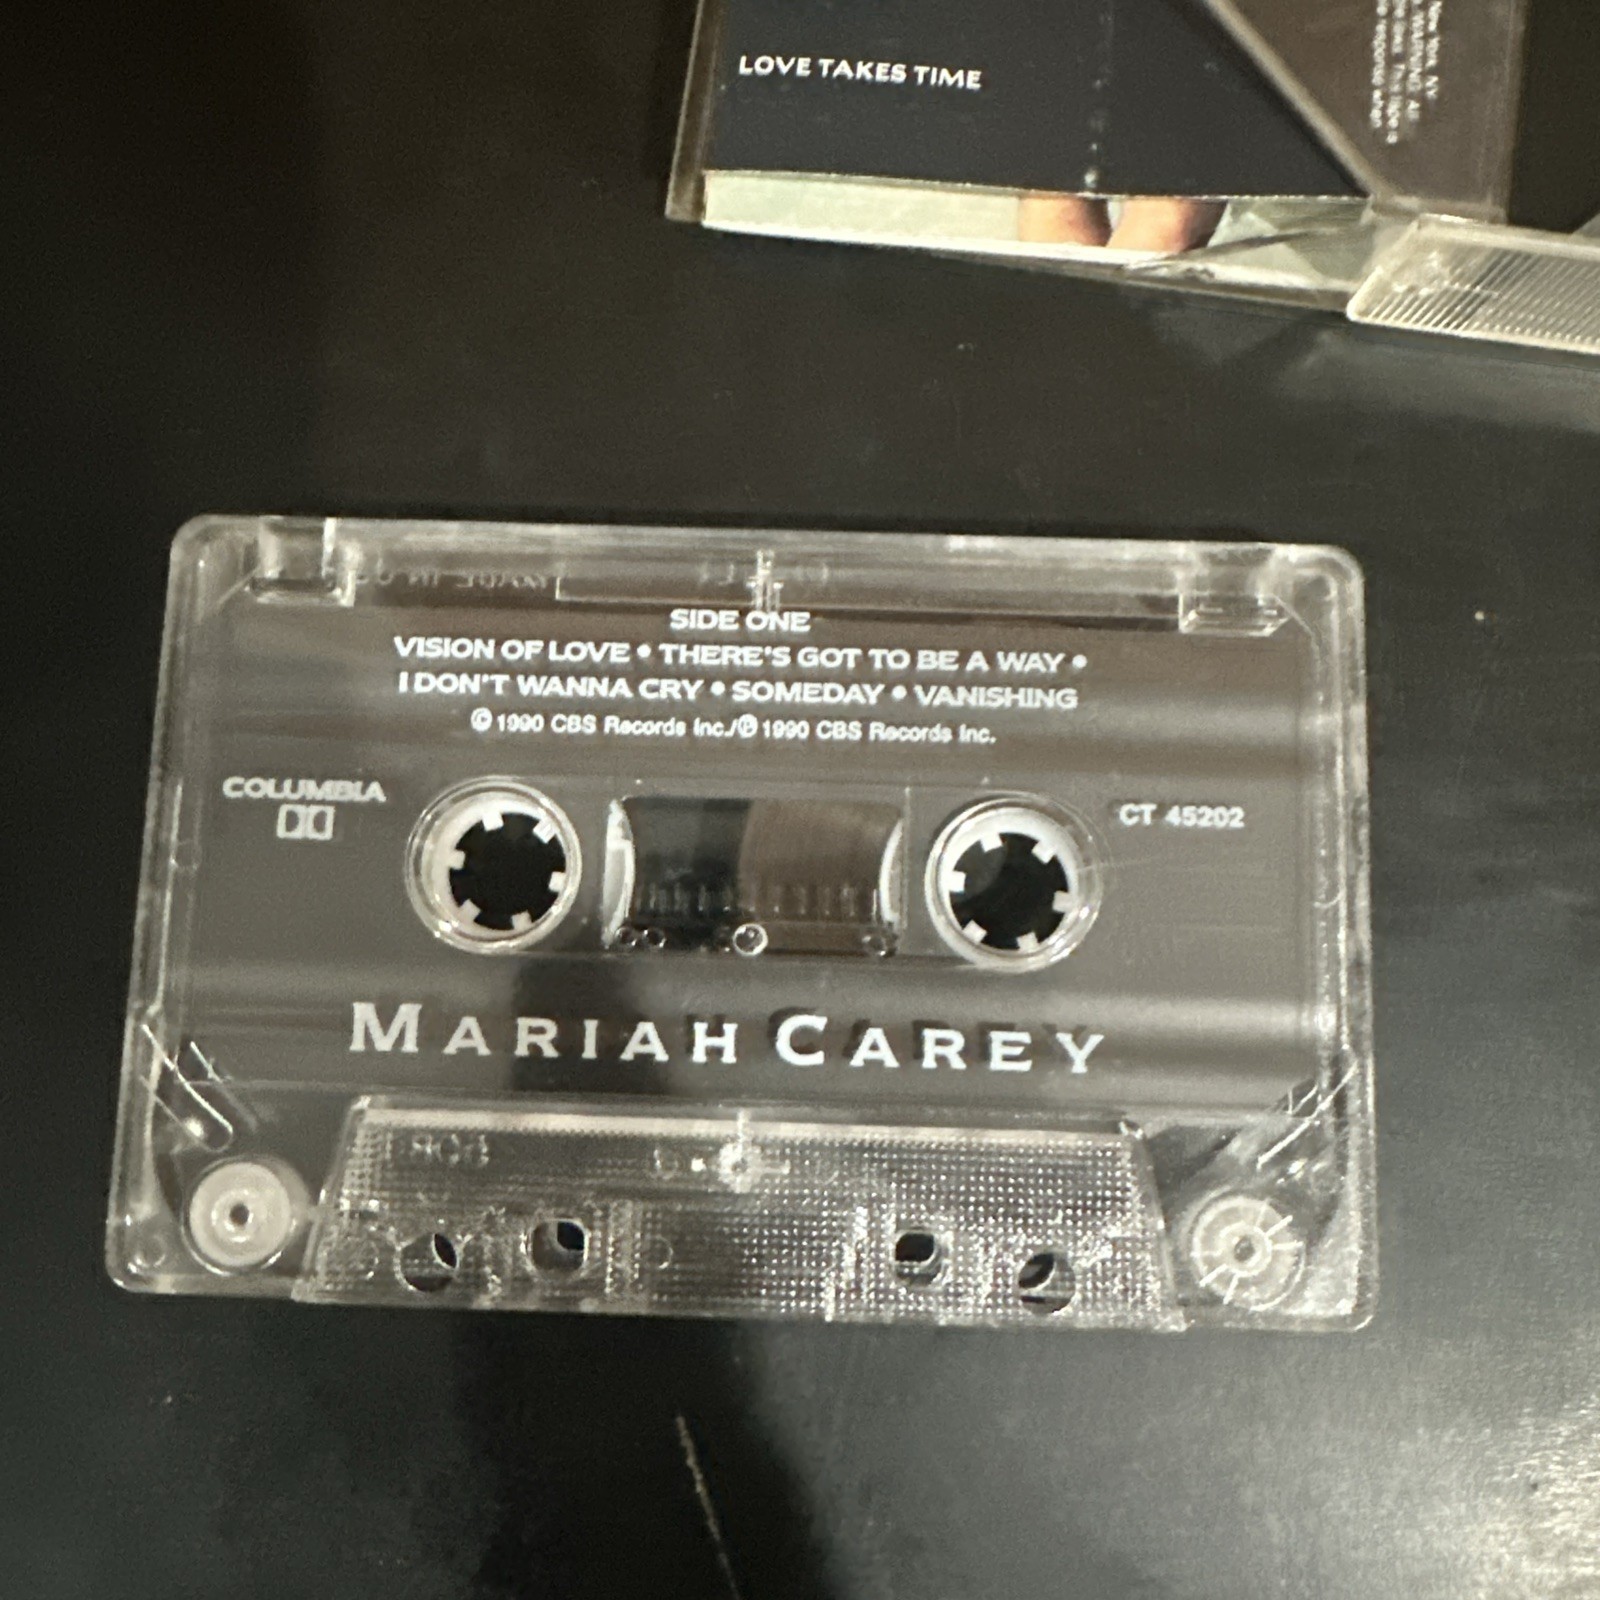 LOVE TAKES TIME
SIDE ONE
VISION OF LOVE • THERE'S GOT TO BE A WAY •
I DON'T WANNA CRY • SOMEDAY • VANISHING
© 1990 CBS Records Inc./℗ 1990 CBS Records Inc.
COLUMBIA
CT 45202
MARIAH CAREY